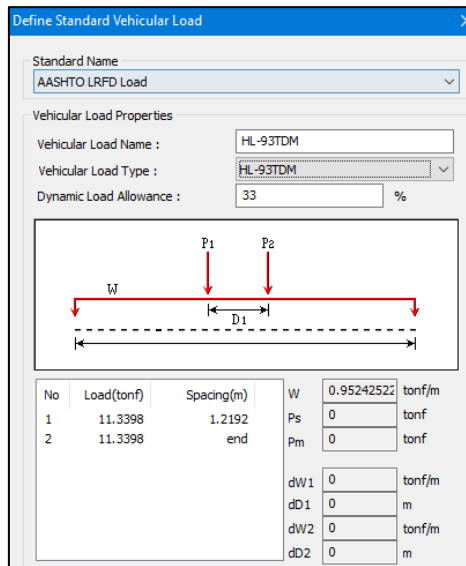 Define Standard Vehicular Load
Standard Name
AASHTO LRFD Load
Vehicular Load Properties
Vehicular Load Name : HL-93TDM
Vehicular Load Type : HL-93TDM
Dynamic Load Allowance : 33 %
P1 P2
W
D1
No Load(tonf) Spacing(m)
1 11.3398 1.2192
2 11.3398 end
W 0.95242522 tonf/m
Ps 0 tonf
Pm 0 tonf
dW1 0 tonf/m
dD1 0 m
dW2 0 tonf/m
dD2 0 m